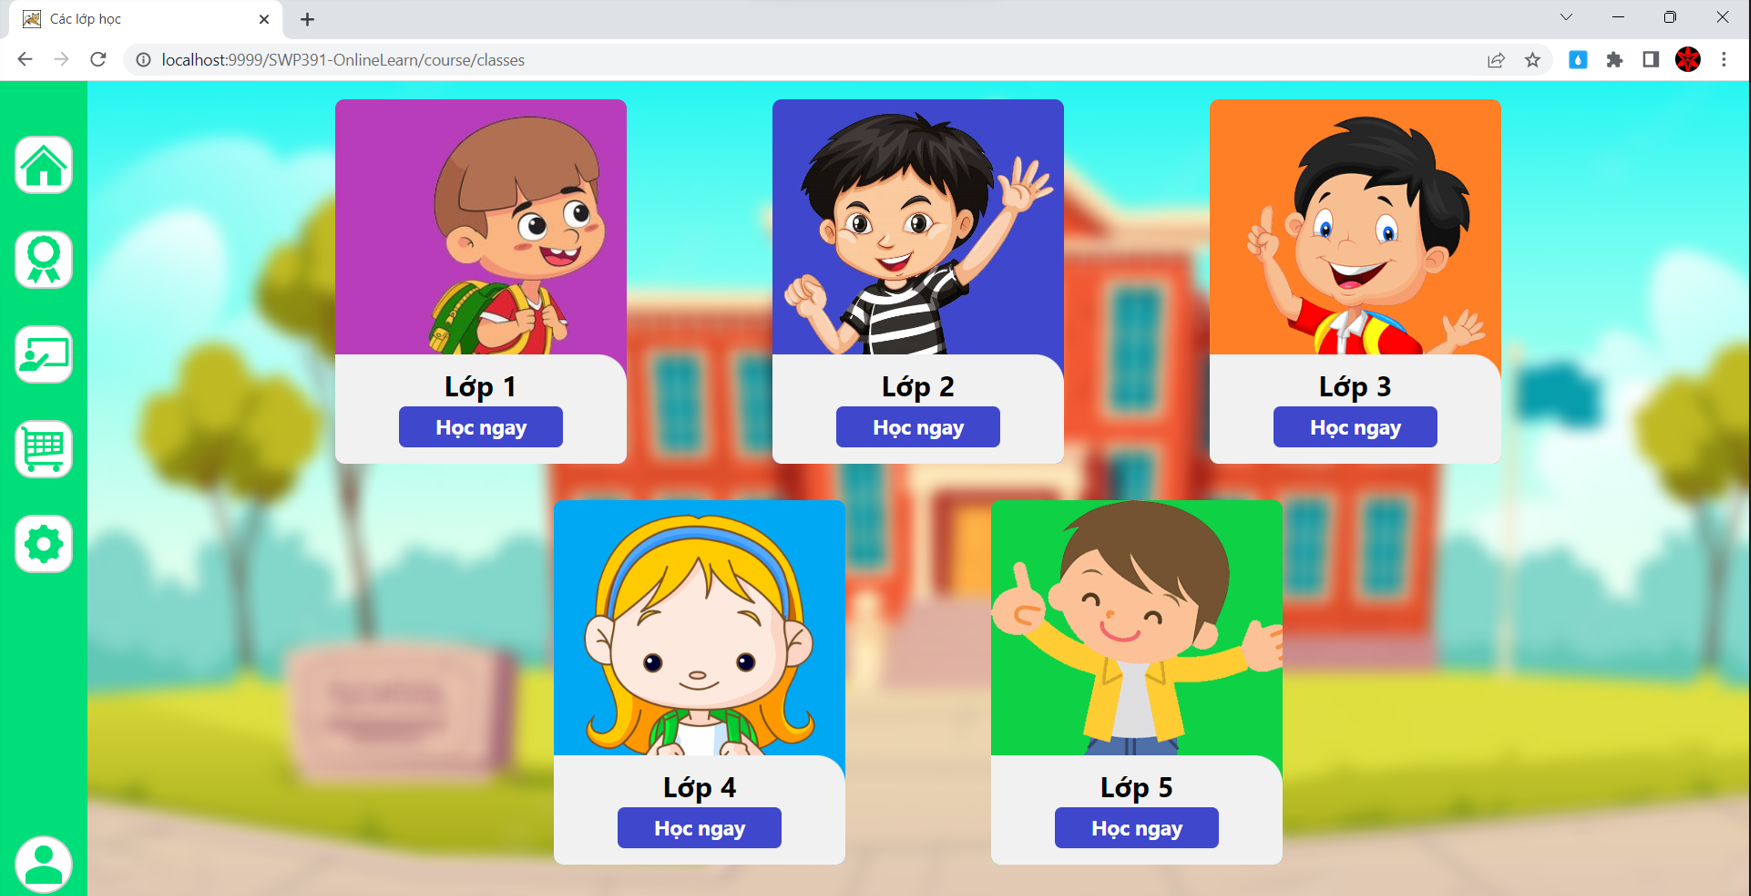 Các lớp học
localhost:9999/SWP391-OnlineLearn/course/classes
Lớp 1
Học ngay
Lớp 2
Học ngay
Lớp 3
Học ngay
Lớp 4
Học ngay
Lớp 5
Học ngay